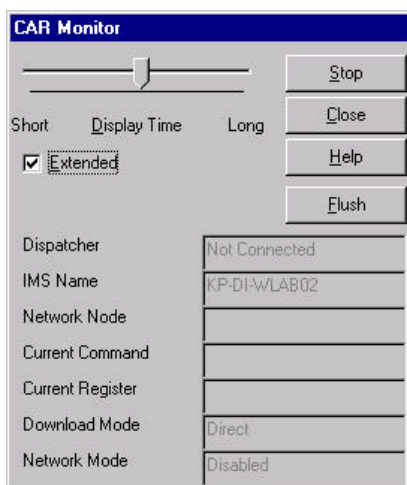 CAR Monitor
Stop
Short Display Time Long
Close
Extended
Help
Flush
Dispatcher Not Connected
IMS Name KP-DI-WLAB02
Network Node
Current Command
Current Register
Download Mode Direct
Network Mode Disabled